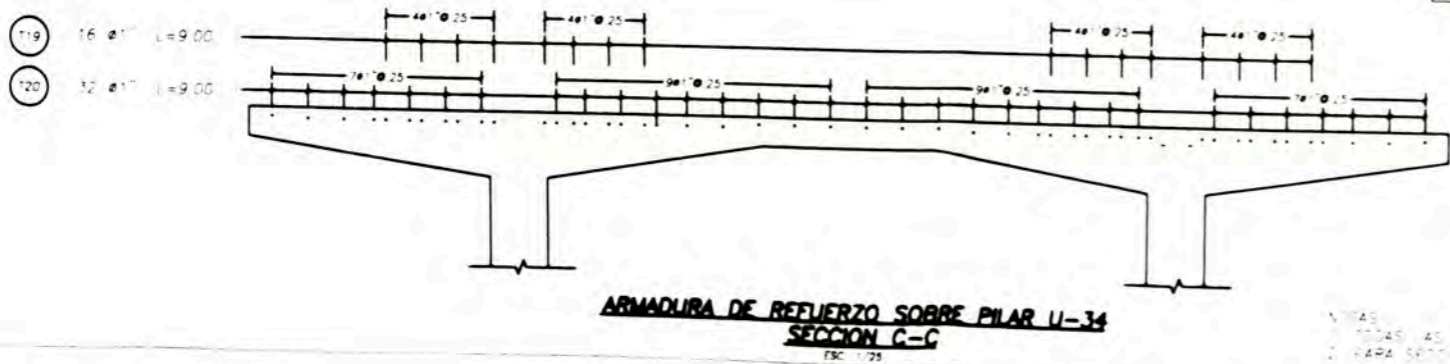 4ø1"@.25 4ø1"@.25 4ø1"@.25 4ø1"@.25
T19 16 ø1" L=9.00
T20 32 ø1" L=9.00
7ø1"@.25 9ø1"@.25 9ø1"@.25 7ø1"@.25
ARMADURA DE REFUERZO SOBRE PILAR U-34
SECCION C-C
ESC 1/25